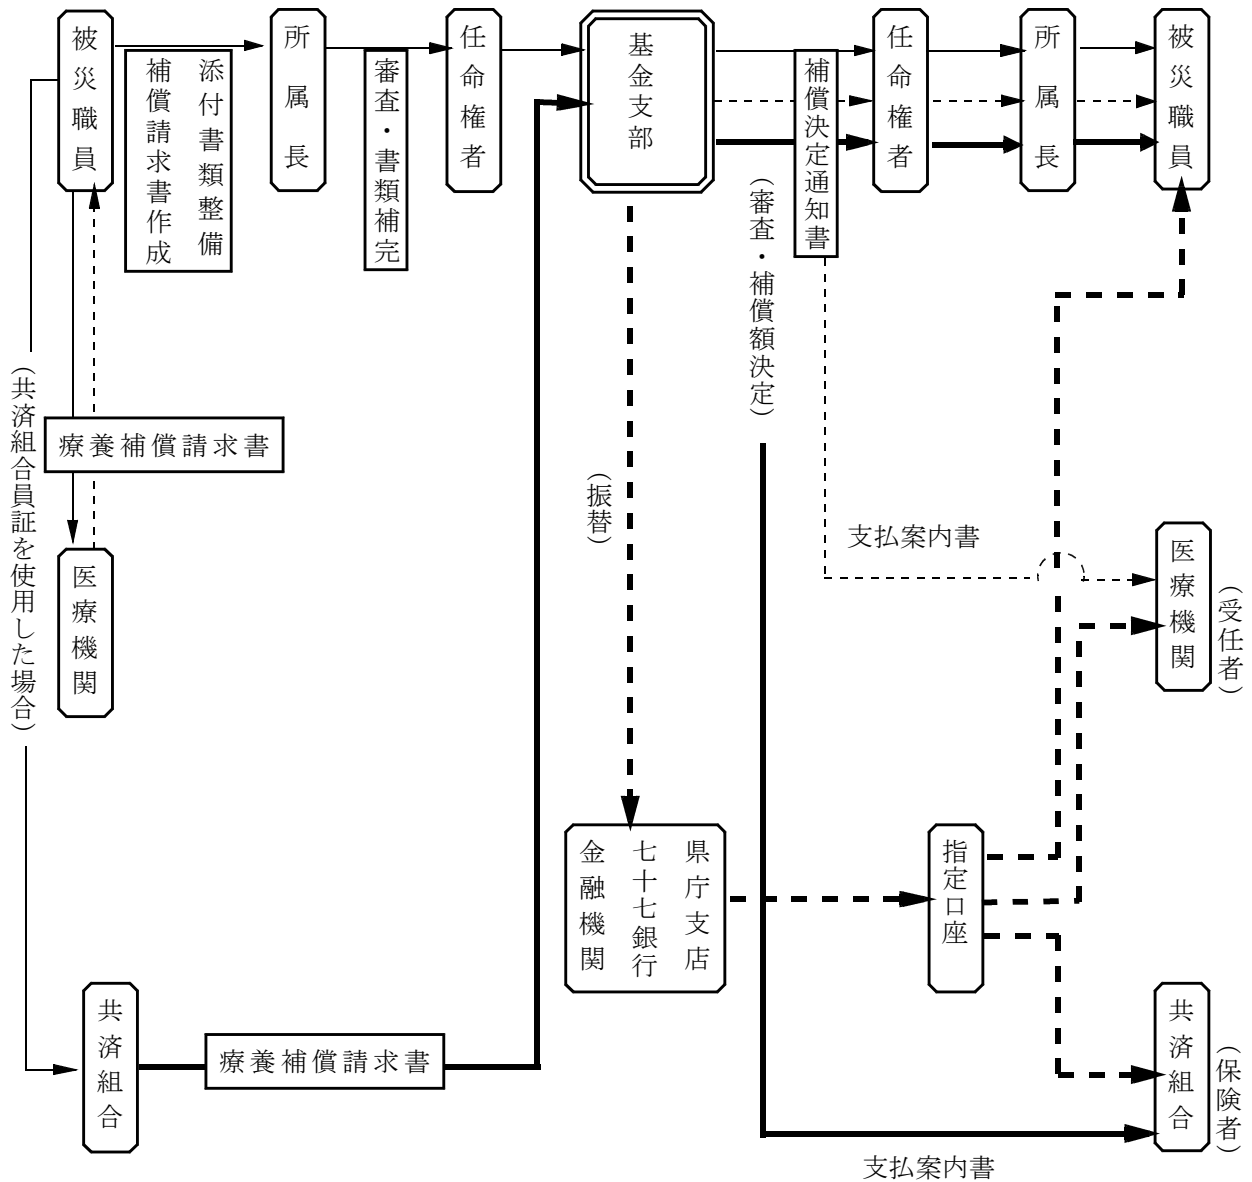 被災職員
補償請求書作成
添付書類整備
所属長
審査・書類補完
任命権者
基金支部
補償決定通知書
任命権者
所属長
被災職員
(審査・補償額決定)
(共済組合員証を使用した場合)
療養補償請求書
医療機関
(振替)
支払案内書
医療機関
(受任者)
金融機関
七十七銀行
県庁支店
指定口座
共済組合
療養補償請求書
共済組合
(保険者)
支払案内書